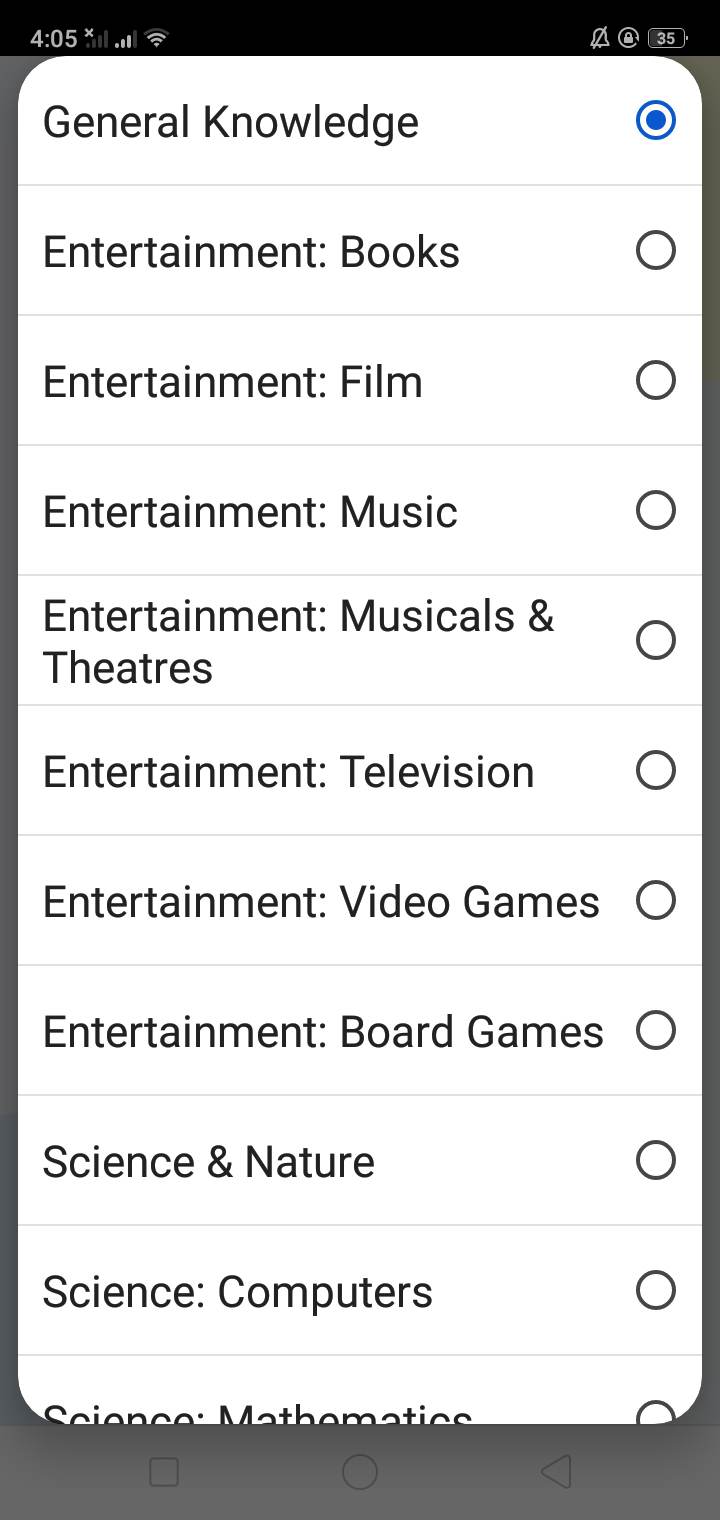 4:05
35
General Knowledge
Entertainment: Books
Entertainment: Film
Entertainment: Music
Entertainment: Musicals &
Theatres
Entertainment: Television
Entertainment: Video Games
Entertainment: Board Games
Science & Nature
Science: Computers
Science: Mathematics